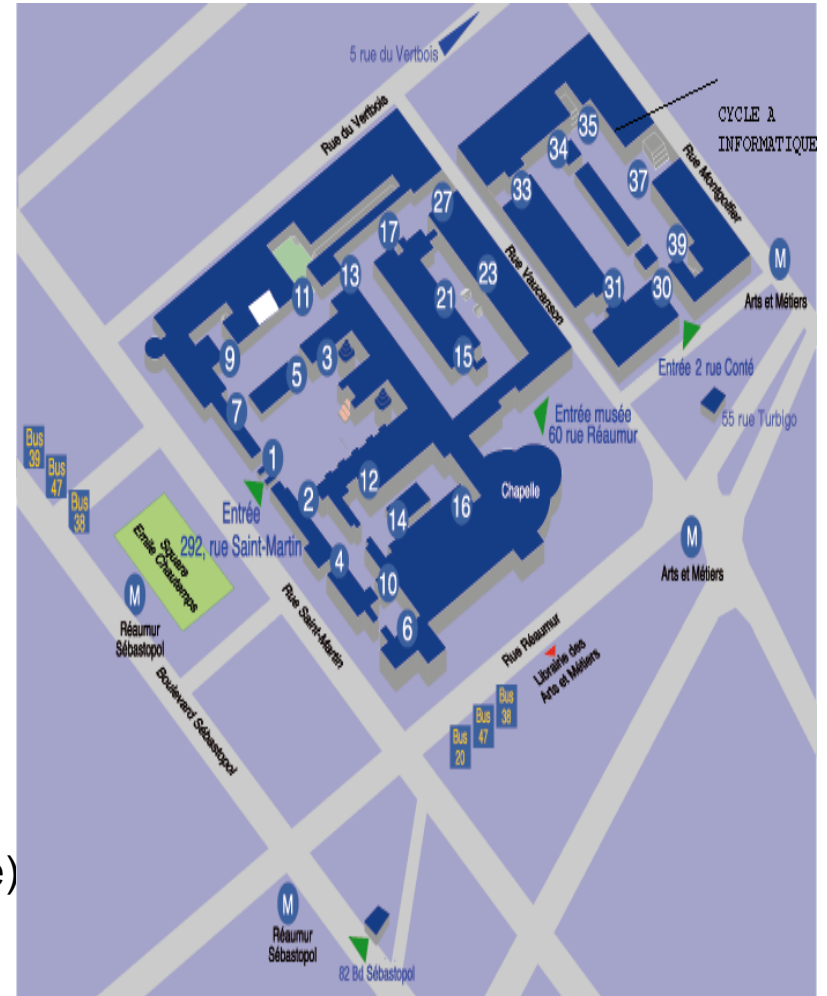 5 rue du Vertbois
CYCLE A
INFORMATIQUE
Rue du Vertbois
35
34
37
Rue Montgolfier
33
27
17
39
M
Arts et Métiers
13
23
Rue Vaucanson
11
21
31
30
3
15
9
5
Entrée 2 rue Conté
7
Entrée musée
60 rue Réaumur
55 rue Turbigo
Bus
39
Bus
47
Bus
38
1
12
2
16
Chapelle
14
Entrée
292, rue Saint-Martin
Square
Emile Chautemps
4
10
M
Arts et Métiers
M
Réaumur
Sébastopol
Rue Saint-Martin
6
Rue Réaumur
Librairie des
Arts et Métiers
Boulevard Sébastopol
Bus
20
Bus
47
Bus
38
e)
M
Réaumur
Sébastopol
82 Bd Sébastopol